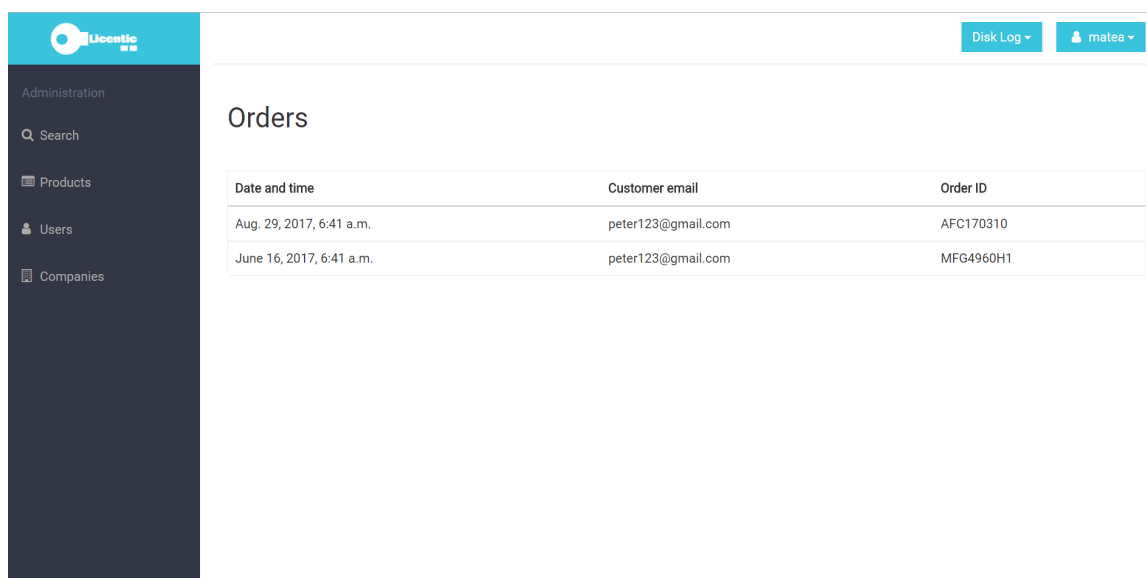 Licentic
Disk Log
matea
Administration
Search
Products
Users
Companies
Orders
Date and time Customer email Order ID
Aug. 29, 2017, 6:41 a.m. peter123@gmail.com AFC170310
June 16, 2017, 6:41 a.m. peter123@gmail.com MFG4960H1